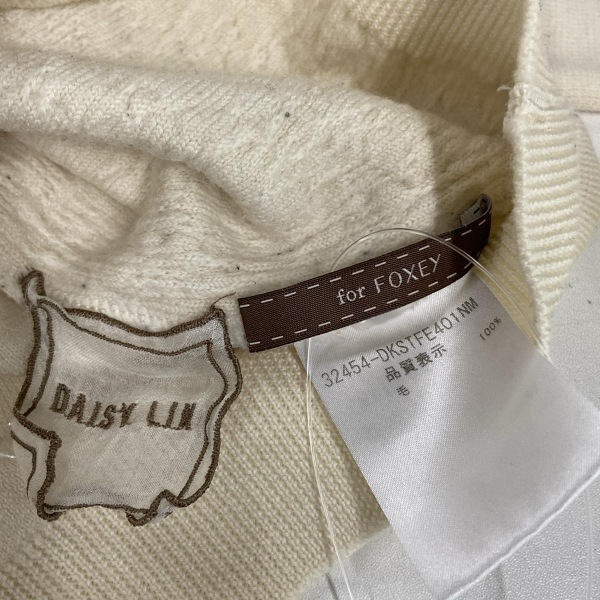 DAISY LIN
for FOXEY
32454-DKSTFE401NM
品質表示
毛 100%